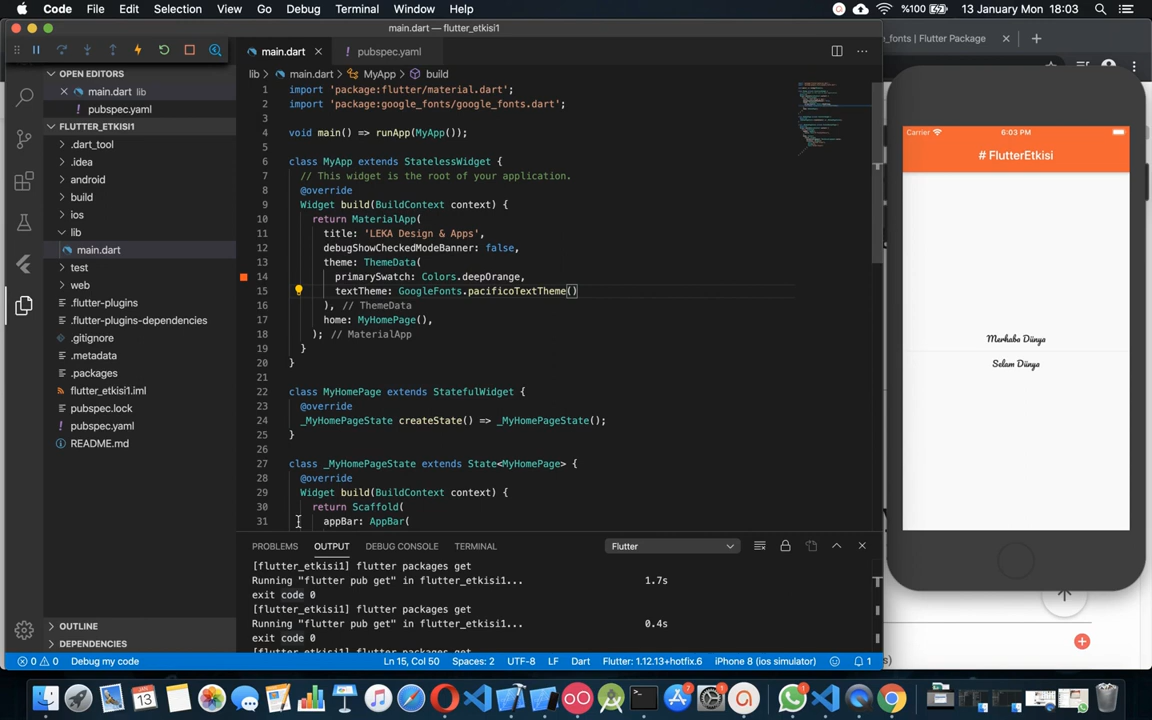 Code File Edit Selection View Go Debug Terminal Window Help %100 13 January Mon 18:03
main.dart — flutter_etkisi1
_fonts | Flutter Package
main.dart
pubspec.yaml
OPEN EDITORS
main.dart lib
pubspec.yaml
FLUTTER_ETKISI1
.dart_tool
.idea
android
build
ios
lib
main.dart
test
web
.flutter-plugins
.flutter-plugins-dependencies
.gitignore
.metadata
.packages
flutter_etkisi1.iml
pubspec.lock
pubspec.yaml
README.md
OUTLINE
DEPENDENCIES
lib main.dart MyApp build
1 import 'package:flutter/material.dart';
2 import 'package:google_fonts/google_fonts.dart';
3
4 void main() => runApp(MyApp());
5
6 class MyApp extends StatelessWidget {
7 // This widget is the root of your application.
8 @override
9 Widget build(BuildContext context) {
10 return MaterialApp(
11 title: 'LEKA Design & Apps',
12 debugShowCheckedModeBanner: false,
13 theme: ThemeData(
14 primarySwatch: Colors.deepOrange,
15 textTheme: GoogleFonts.pacificoTextTheme()
16 ), // ThemeData
17 home: MyHomePage(),
18 ); // MaterialApp
19 }
20 }
21
22 class MyHomePage extends StatefulWidget {
23 @override
24 _MyHomePageState createState() => _MyHomePageState();
25 }
26
27 class _MyHomePageState extends State<MyHomePage> {
28 @override
29 Widget build(BuildContext context) {
30 return Scaffold(
31 appBar: AppBar(
PROBLEMS OUTPUT DEBUG CONSOLE TERMINAL Flutter
[flutter_etkisi1] flutter packages get
Running "flutter pub get" in flutter_etkisi1... 1.7s
exit code 0
[flutter_etkisi1] flutter packages get
Running "flutter pub get" in flutter_etkisi1... 0.4s
exit code 0
0 0 Debug my code Ln 15, Col 50 Spaces: 2 UTF-8 LF Dart Flutter: 1.12.13+hotfix.6 iPhone 8 (ios simulator) 1
Carrier 6:03 PM
# FlutterEtkisi
Merhaba Dünya
Selam Dünya